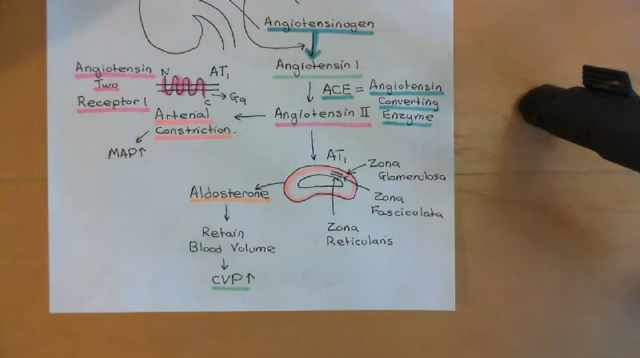 Angiotensinogen
Angiotensin I
ACE = Angiotensin
Converting
Enzyme
Angiotensin II
Angiotensin
Two
Receptor 1
N
AT₁
C
→ Gq
Arterial
Constriction.
MAP↑
AT₁
Zona
Glomerulosa
Zona
Fasciculata
Zona
Reticularis
Aldosterone
Retain
Blood Volume
CVP↑